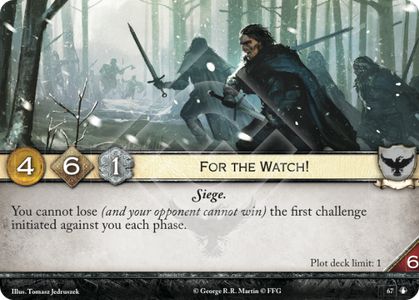 4 6 1 For the Watch!
Siege.
You cannot lose (and your opponent cannot win) the first challenge
initiated against you each phase.
Plot deck limit: 1
6
Illus. Tomasz Jedruszek © George R.R. Martin © FFG 67